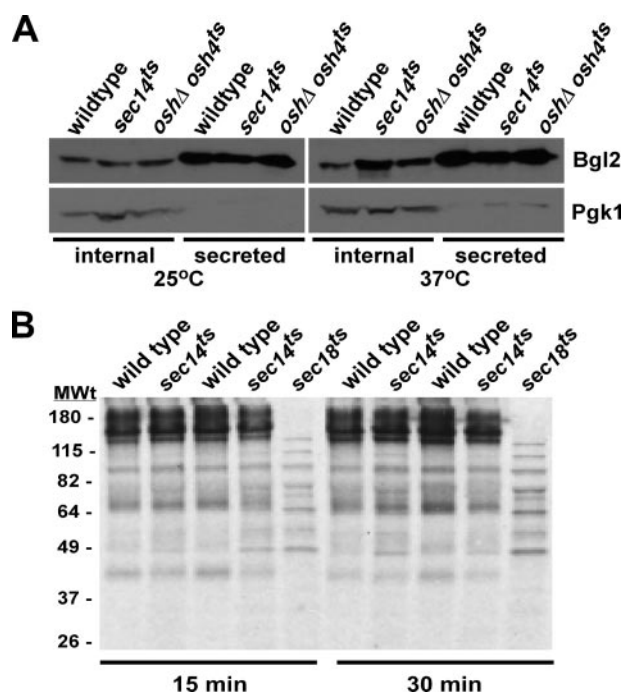 A
wildtype sec14ts oshΔ osh4ts wildtype sec14ts oshΔ osh4ts wildtype sec14ts oshΔ osh4ts wildtype sec14ts oshΔ osh4ts
Bgl2
Pgk1
internal secreted internal secreted
25°C 37°C
B
wild type sec14ts wild type sec14ts sec18ts wild type sec14ts wild type sec14ts sec18ts
MWt
180 -
115 -
82 -
64 -
49 -
37 -
26 -
15 min 30 min